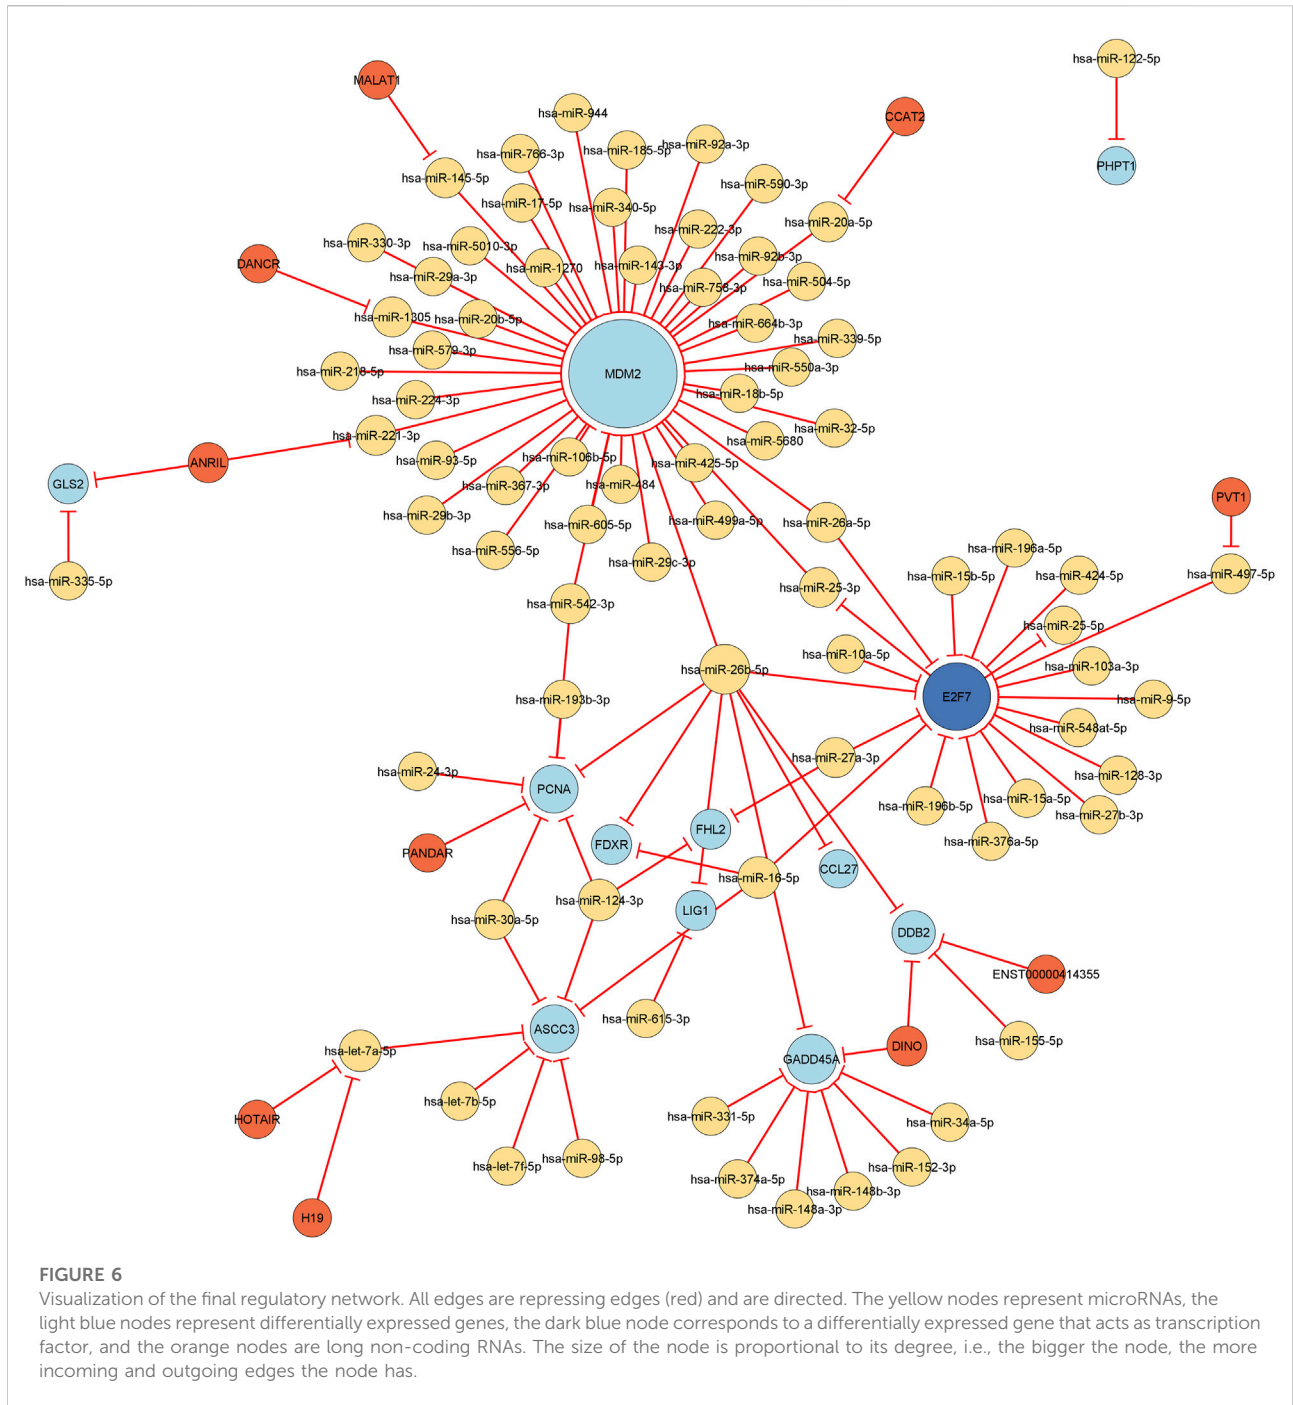 hsa-miR-122-5p
MALAT1
hsa-miR-944
CCAT2
hsa-miR-185-5p
hsa-miR-92a-3p
hsa-miR-766-3p
PHPT1
hsa-miR-145-5p
hsa-miR-590-3p
hsa-miR-17-5p
hsa-miR-340-5p
hsa-miR-222-3p
hsa-miR-20a-5p
hsa-miR-330-3p
hsa-miR-5010-3p
hsa-miR-92b-3p
DANCR
hsa-miR-29a-3p
hsa-miR-1270
hsa-miR-143-3p
hsa-miR-758-3p
hsa-miR-504-5p
hsa-miR-1305
hsa-miR-20b-5p
hsa-miR-664b-3p
hsa-miR-339-5p
hsa-miR-579-3p
hsa-miR-218-5p
MDM2
hsa-miR-550a-3p
hsa-miR-224-3p
hsa-miR-18b-5p
hsa-miR-221-3p
hsa-miR-32-5p
hsa-miR-5680
hsa-miR-93-5p
hsa-miR-106b-5p
hsa-miR-425-5p
ANRIL
GLS2
hsa-miR-367-3p
hsa-miR-484
PVT1
hsa-miR-29b-3p
hsa-miR-605-5p
hsa-miR-499a-5p
hsa-miR-26a-5p
hsa-miR-556-5p
hsa-miR-29c-3p
hsa-miR-196a-5p
hsa-miR-335-5p
hsa-miR-25-3p
hsa-miR-15b-5p
hsa-miR-424-5p
hsa-miR-497-5p
hsa-miR-542-3p
hsa-miR-25-5p
hsa-miR-10a-5p
hsa-miR-26b-5p
hsa-miR-103a-3p
hsa-miR-193b-3p
E2F7
hsa-miR-9-5p
hsa-miR-548at-5p
hsa-miR-24-3p
hsa-miR-27a-3p
hsa-miR-128-3p
PCNA
hsa-miR-196b-5p
hsa-miR-15a-5p
hsa-miR-27b-3p
PANDAR
FDXR
FHL2
hsa-miR-376a-5p
CCL27
hsa-miR-16-5p
hsa-miR-124-3p
hsa-miR-30a-5p
LIG1
DDB2
ENST00000414355
hsa-miR-615-3p
ASCC3
hsa-let-7a-5p
GADD45A
DINO
hsa-miR-155-5p
hsa-let-7b-5p
HOTAIR
hsa-miR-331-5p
hsa-miR-34a-5p
hsa-let-7f-5p
hsa-miR-98-5p
hsa-miR-374a-5p
hsa-miR-152-3p
hsa-miR-148b-3p
hsa-miR-148a-3p
H19
FIGURE 6
Visualization of the final regulatory network. All edges are repressing edges (red) and are directed. The yellow nodes represent microRNAs, the
light blue nodes represent differentially expressed genes, the dark blue node corresponds to a differentially expressed gene that acts as transcription
factor, and the orange nodes are long non-coding RNAs. The size of the node is proportional to its degree, i.e., the bigger the node, the more
incoming and outgoing edges the node has.